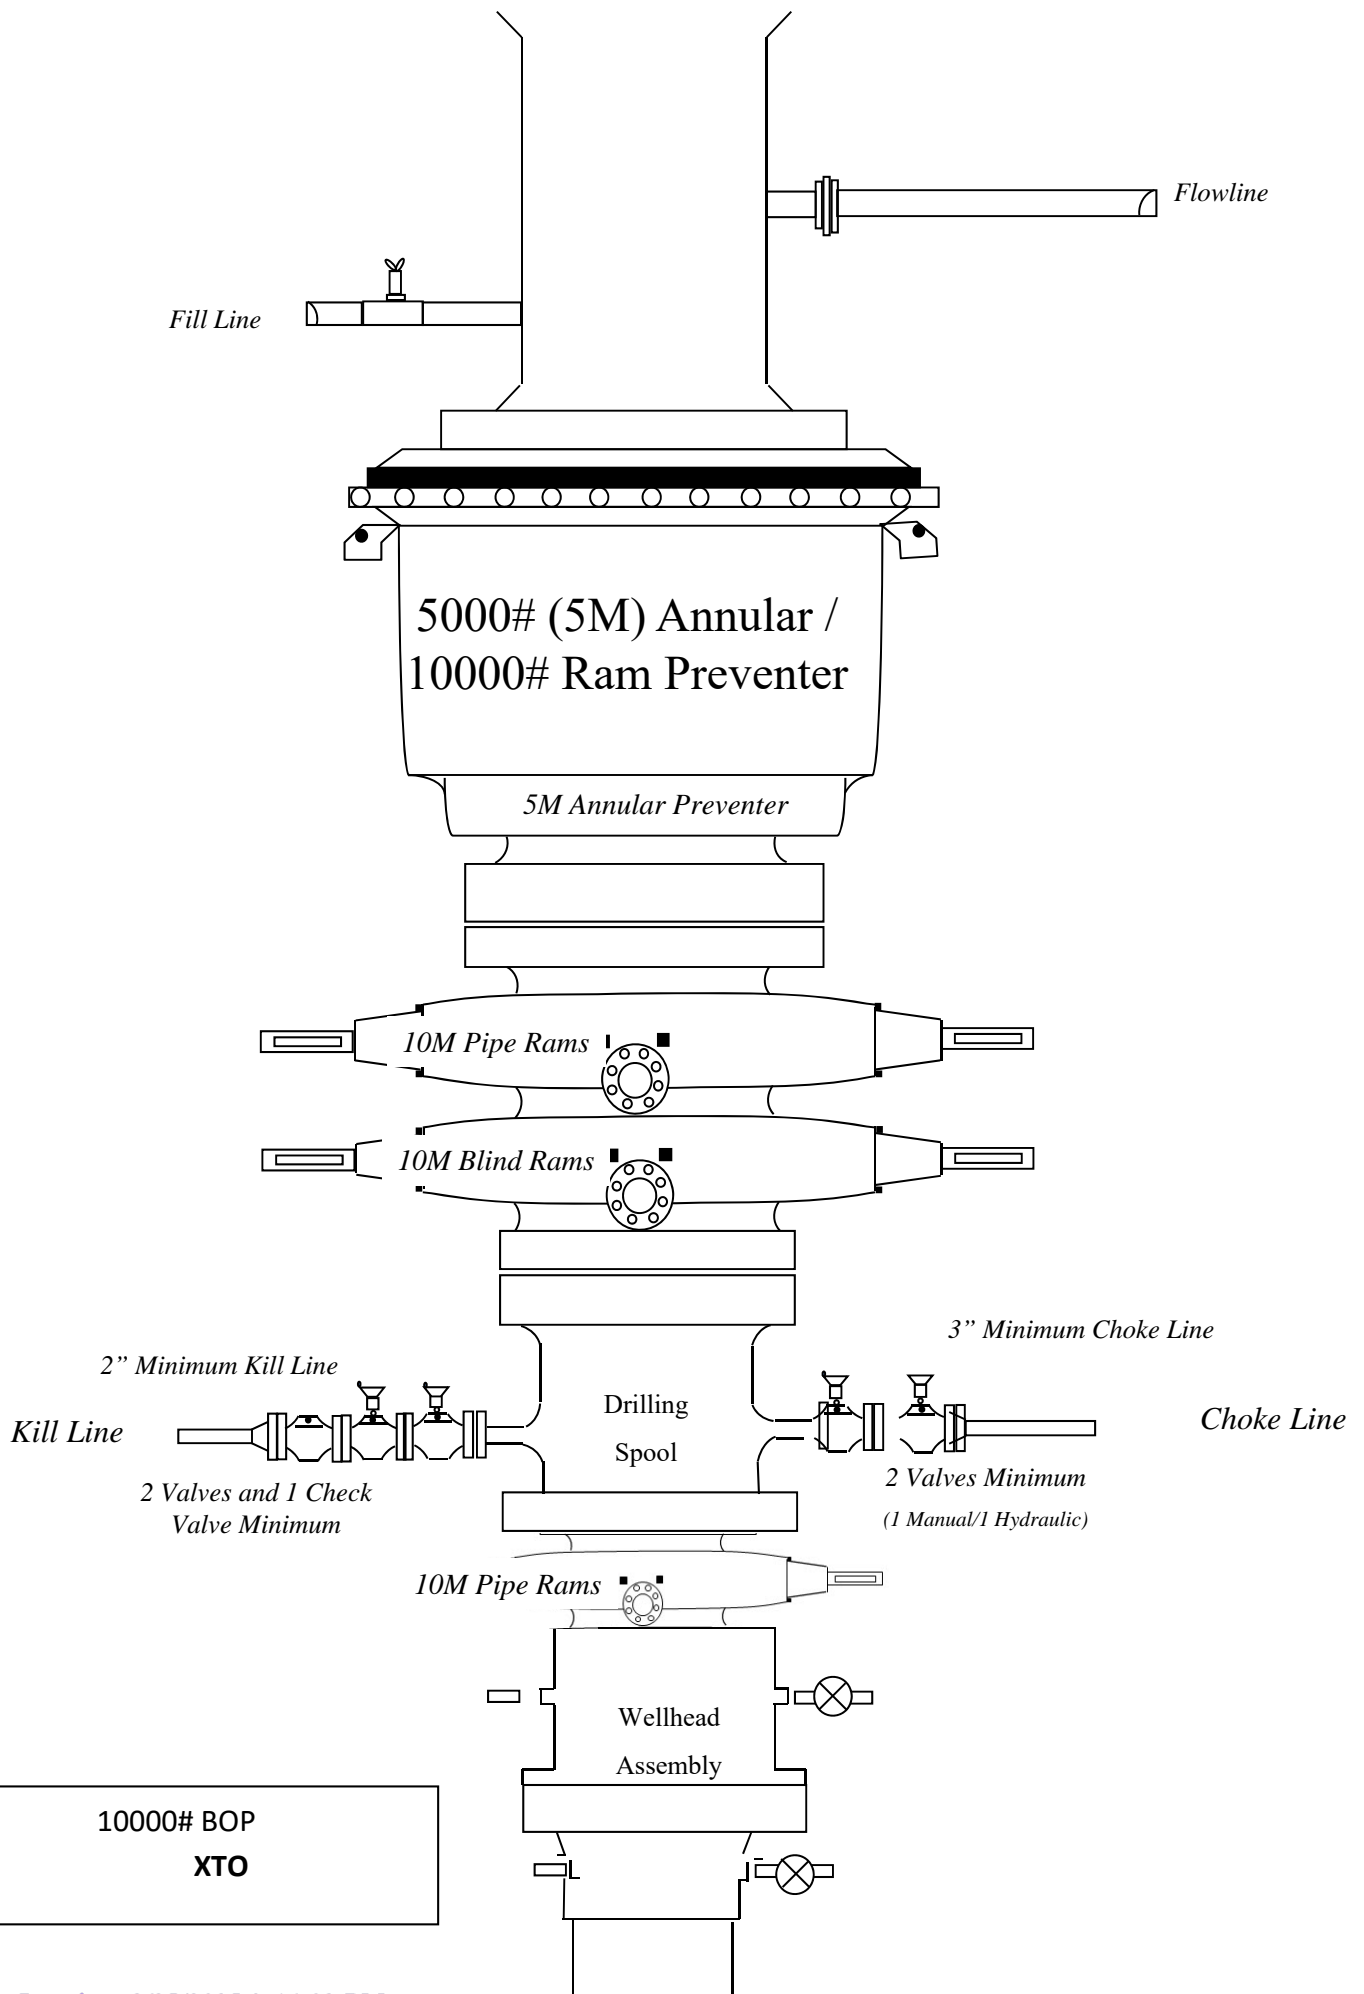 Flowline
Fill Line
5000# (5M) Annular /
10000# Ram Preventer
5M Annular Preventer
10M Pipe Rams
10M Blind Rams
3” Minimum Choke Line
2” Minimum Kill Line
Drilling
Spool
Kill Line
Choke Line
2 Valves and 1 Check
Valve Minimum
2 Valves Minimum
(1 Manual/1 Hydraulic)
10M Pipe Rams
Wellhead
Assembly
10000# BOP
XTO